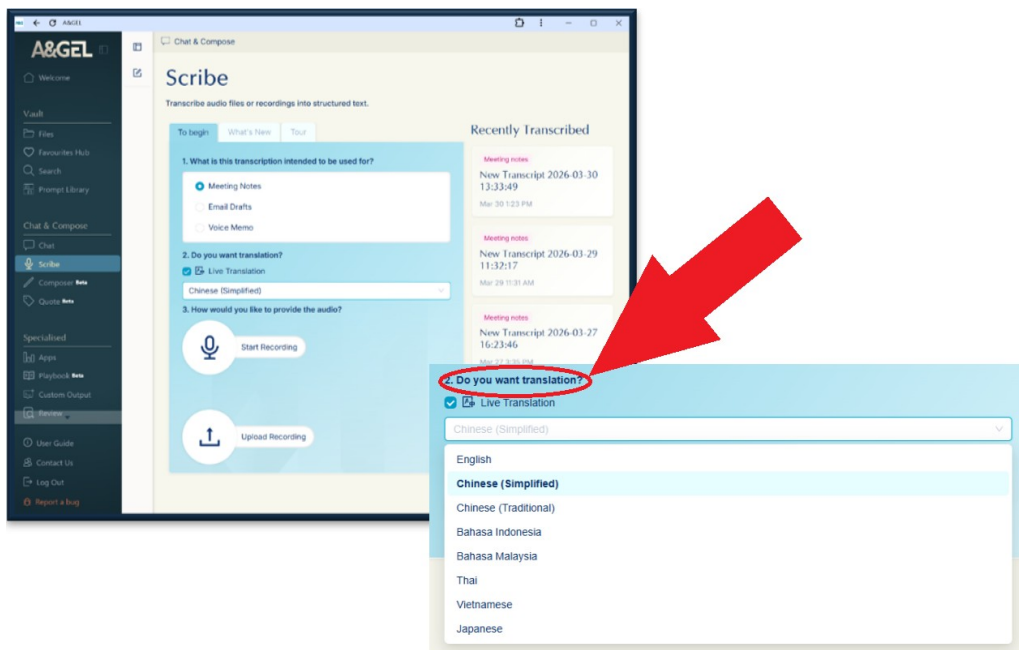 A&GEL
Chat & Compose
A&GEL
Welcome
Vault
Files
Favourites Hub
Search
Prompt Library
Chat & Compose
Chat
Scribe
Composer Beta
Quote Beta
Specialised
Apps
Playbook Beta
Custom Output
Review
User Guide
Contact Us
Log Out
Report a bug
Scribe
Transcribe audio files or recordings into structured text.
To begin
What's New
Tour
1. What is this transcription intended to be used for?
Meeting Notes
Email Drafts
Voice Memo
2. Do you want translation?
Live Translation
Chinese (Simplified)
3. How would you like to provide the audio?
Start Recording
Upload Recording
Recently Transcribed
Meeting notes
New Transcript 2026-03-30
13:33:49
Mar 30 1:23 PM
Meeting notes
New Transcript 2026-03-29
11:32:17
Mar 29 11:31 AM
Meeting notes
New Transcript 2026-03-27
16:23:46
Mar 27 3:35 PM
2. Do you want translation?
Live Translation
Chinese (Simplified)
English
Chinese (Simplified)
Chinese (Traditional)
Bahasa Indonesia
Bahasa Malaysia
Thai
Vietnamese
Japanese